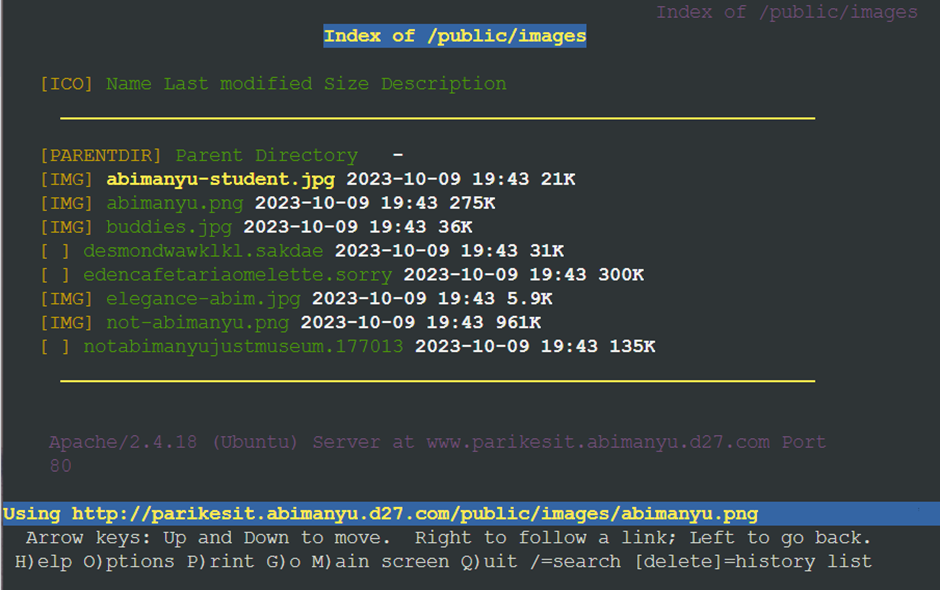 Index of /public/images
Index of /public/images
[ICO] Name Last modified Size Description
[PARENTDIR] Parent Directory   -
[IMG] abimanyu-student.jpg 2023-10-09 19:43 21K
[IMG] abimanyu.png 2023-10-09 19:43 275K
[IMG] buddies.jpg 2023-10-09 19:43 36K
[ ] desmondwawklkl.sakdae 2023-10-09 19:43 31K
[ ] edencafetariaomelette.sorry 2023-10-09 19:43 300K
[IMG] elegance-abim.jpg 2023-10-09 19:43 5.9K
[IMG] not-abimanyu.png 2023-10-09 19:43 961K
[ ] notabimanyujustmuseum.177013 2023-10-09 19:43 135K
Apache/2.4.18 (Ubuntu) Server at www.parikesit.abimanyu.d27.com Port
80
Using http://parikesit.abimanyu.d27.com/public/images/abimanyu.png
Arrow keys: Up and Down to move.  Right to follow a link; Left to go back.
H)elp O)ptions P)rint G)o M)ain screen Q)uit /=search [delete]=history list